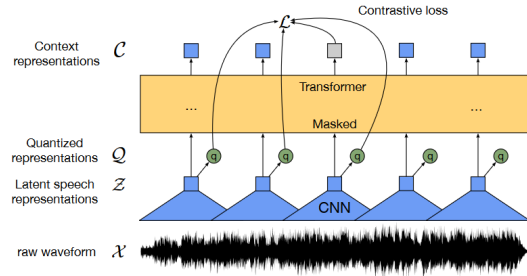 Contrastive loss
ℒ
Context
representations 𝒞
Transformer
... ...
Masked
Quantized
representations 𝒬
q q q q q
Latent speech
representations 𝒵
CNN
raw waveform 𝒳